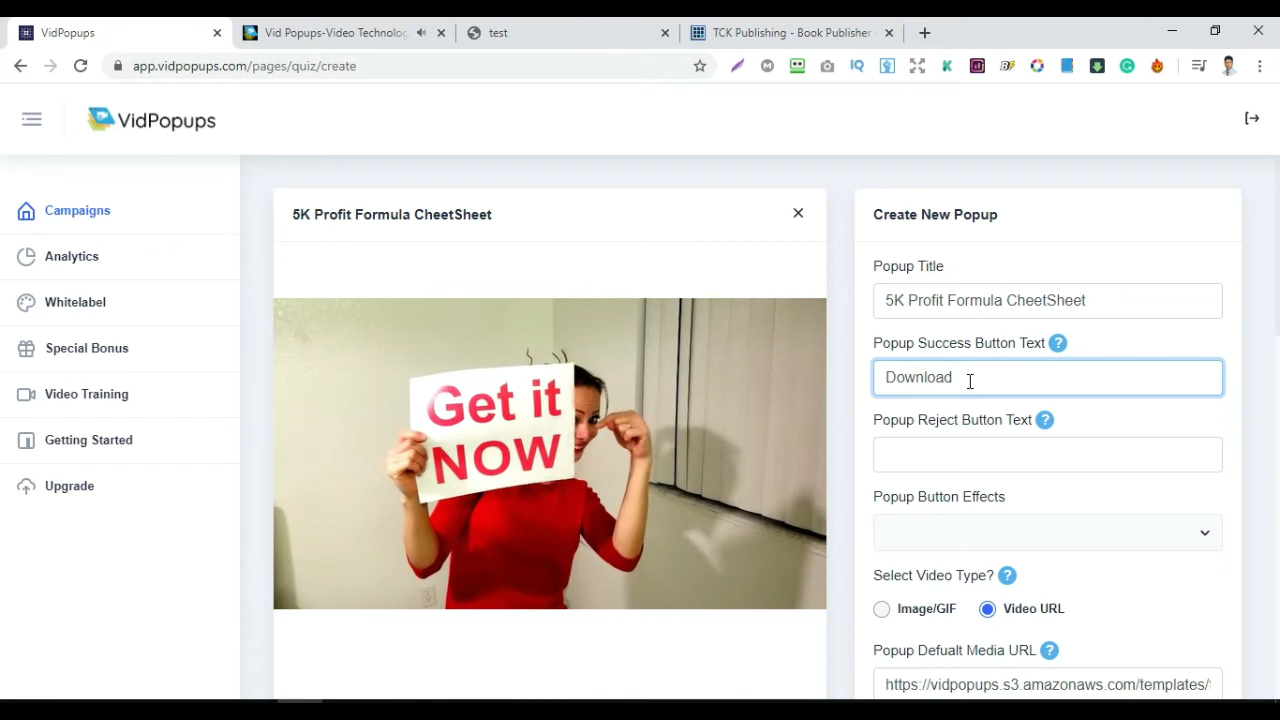 VidPopups
Vid Popups-Video Technolog
test
TCK Publishing - Book Publisher
app.vidpopups.com/pages/quiz/create
VidPopups
Campaigns
Analytics
Whitelabel
Special Bonus
Video Training
Getting Started
Upgrade
5K Profit Formula CheetSheet
Get it
NOW
Create New Popup
Popup Title
5K Profit Formula CheetSheet
Popup Success Button Text ?
Download
Popup Reject Button Text ?
Popup Button Effects
Select Video Type? ?
Image/GIF Video URL
Popup Defualt Media URL ?
https://vidpopups.s3.amazonaws.com/templates/